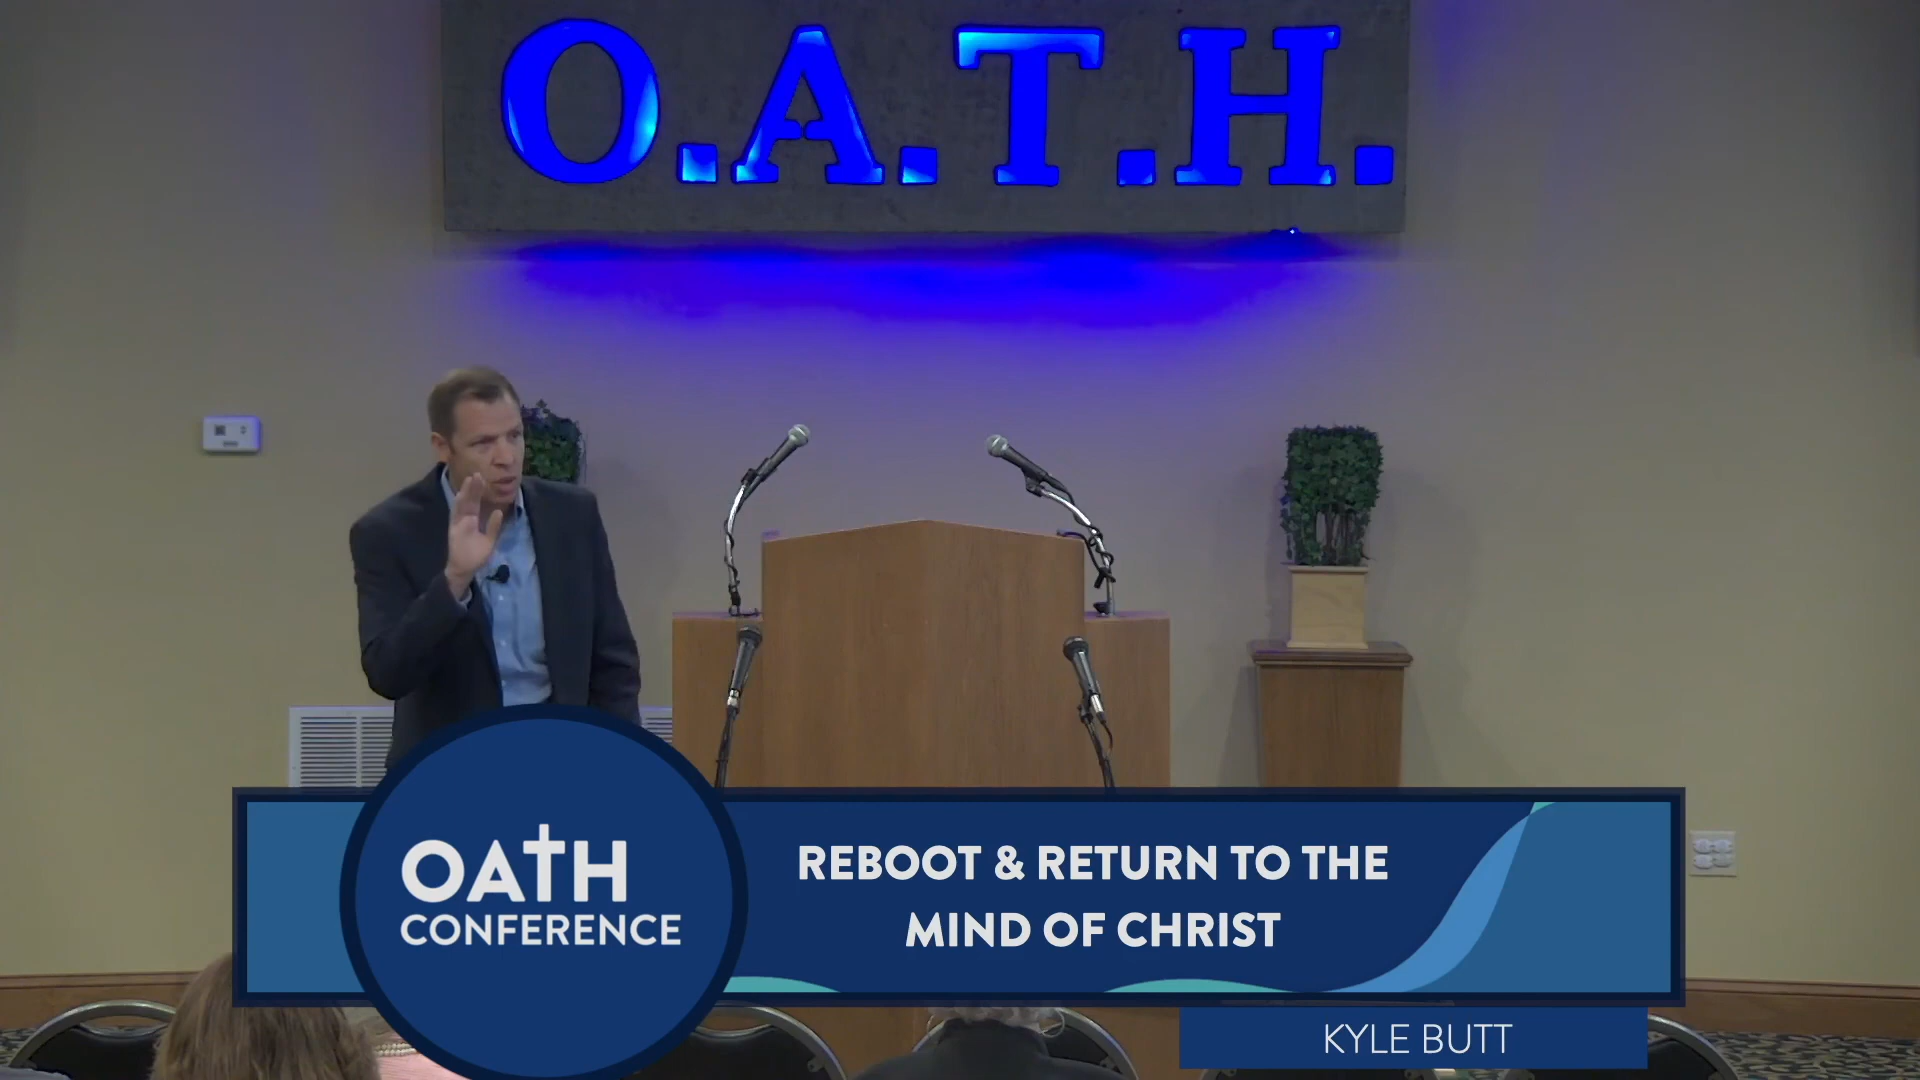 O.A.T.H.
OATH
CONFERENCE
REBOOT & RETURN TO THE
MIND OF CHRIST
KYLE BUTT